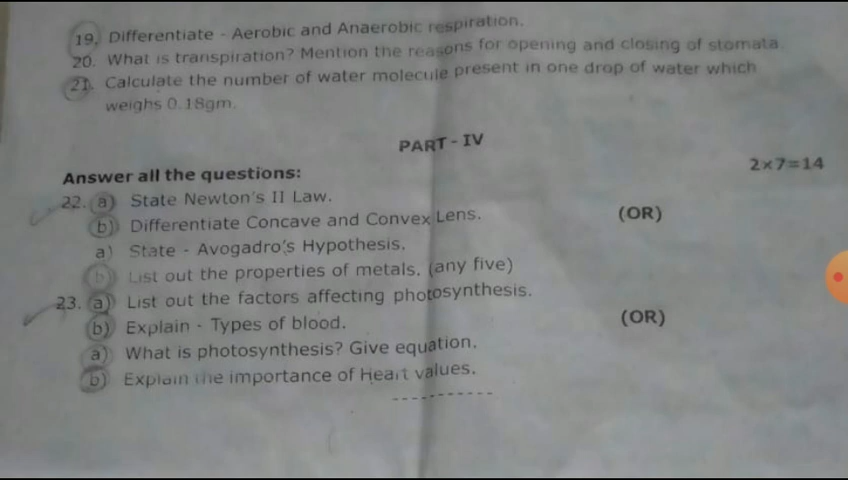 19. Differentiate - Aerobic and Anaerobic respiration.
20. What is transpiration? Mention the reasons for opening and closing of stomata.
21. Calculate the number of water molecule present in one drop of water which
weighs 0.18gm.
PART - IV
Answer all the questions: 2×7=14
22. a) State Newton's II Law.
b) Differentiate Concave and Convex Lens. (OR)
a) State - Avogadro's Hypothesis.
b) List out the properties of metals. (any five)
23. a) List out the factors affecting photosynthesis.
b) Explain - Types of blood. (OR)
a) What is photosynthesis? Give equation.
b) Explain the importance of Heart values.